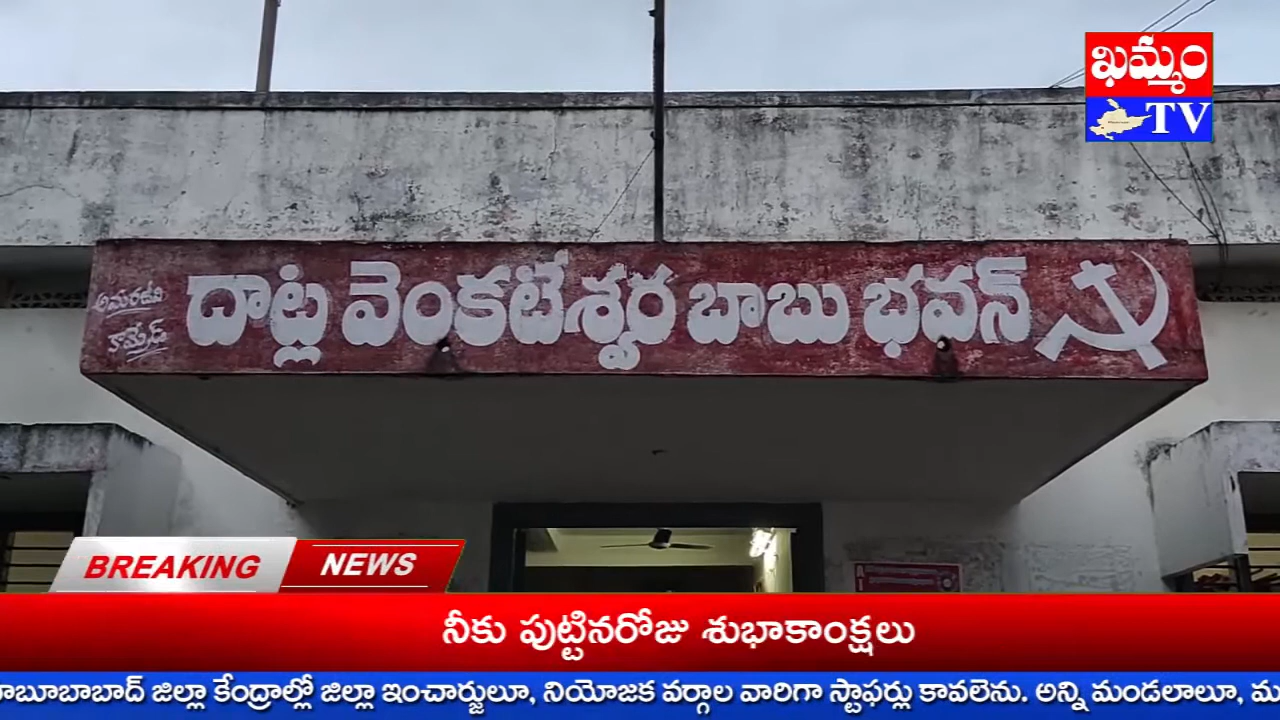 ఖమ్మం
TV
అమరజీవి
కామ్రేడ్
దాట్ల వెంకటేశ్వర బాబు భవన్
BREAKING NEWS
నీకు పుట్టినరోజు శుభాకాంక్షలు
బాబాద్ జిల్లా కేంద్రాల్లో జిల్లా ఇంచార్జులూ, నియోజక వర్గాల వారిగా స్టాఫర్లు కావలెను. అన్ని మండలాలూ,